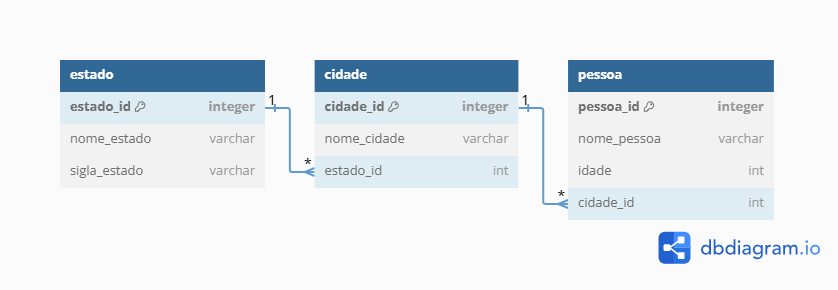 estado
estado_id integer
nome_estado varchar
sigla_estado varchar
1
*
cidade
cidade_id integer
nome_cidade varchar
estado_id int
1
*
pessoa
pessoa_id integer
nome_pessoa varchar
idade int
cidade_id int
dbdiagram.io